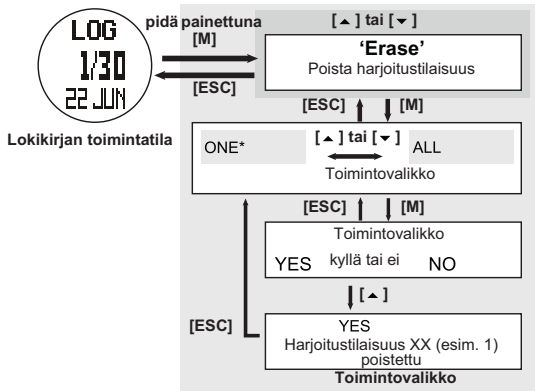 LOG
1/30
22 JUN
Lokikirjan toimintatila
pidä painettuna
[M]
[ESC]
[▲] tai [▼]
'Erase'
Poista harjoitustilaisuus
[ESC] [M]
ONE* [▲] tai [▼] ALL
Toimintovalikko
[ESC] [M]
Toimintovalikko
YES kyllä tai ei NO
[▲]
[ESC]
YES
Harjoitustilaisuus XX (esim. 1)
poistettu
Toimintovalikko